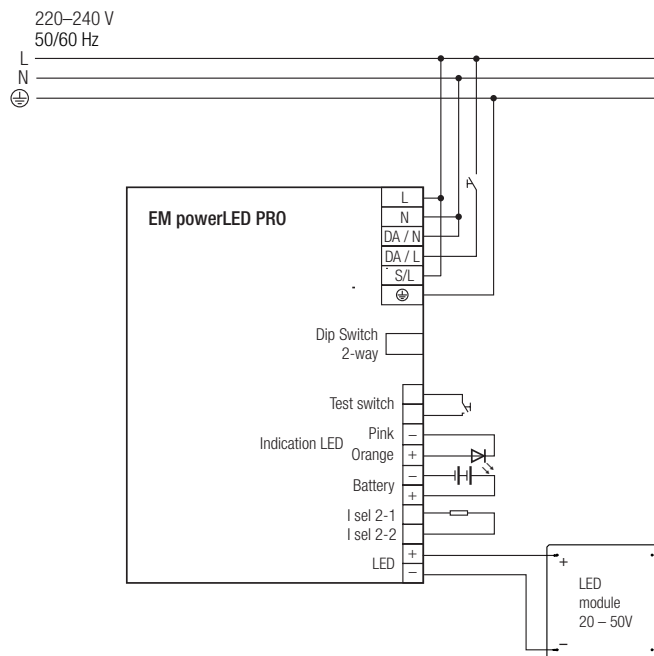 220–240 V
50/60 Hz
L
N
EM powerLED PRO
L
N
DA / N
DA / L
S/L
Dip Switch
2-way
Test switch
Indication LED
Pink
–
Orange
+
Battery
–
+
I sel 2-1
I sel 2-2
LED
+
–
+
LED
module
20 – 50V
–